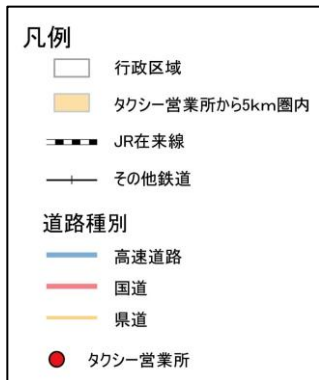 凡例
行政区域
タクシー営業所から5km圏内
JR在来線
その他鉄道
道路種別
高速道路
国道
県道
タクシー営業所